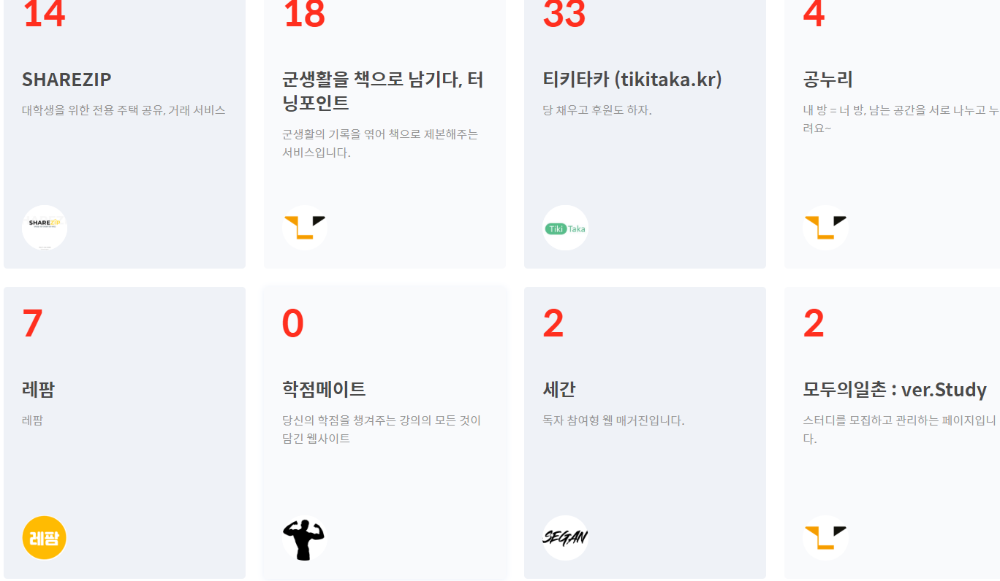 14
18
33
4
SHAREZIP
대학생을 위한 전용 주택 공유, 거래 서비스
군생활을 책으로 남기다, 터
닝포인트
군생활의 기록을 엮어 책으로 제본해주는
서비스입니다.
티키타카 (tikitaka.kr)
당 채우고 후원도 하자.
공누리
내 방 = 너 방, 남는 공간을 서로 나누고 누
려요~
SHAREZIP
Tiki Taka
7
0
2
2
레팜
레팜
학점메이트
당신의 학점을 챙겨주는 강의의 모든 것이
담긴 웹사이트
세간
독자 참여형 웹 매거진입니다.
모두의일촌 : ver.Study
스터디를 모집하고 관리하는 페이지입니
다.
레팜
SEGAN